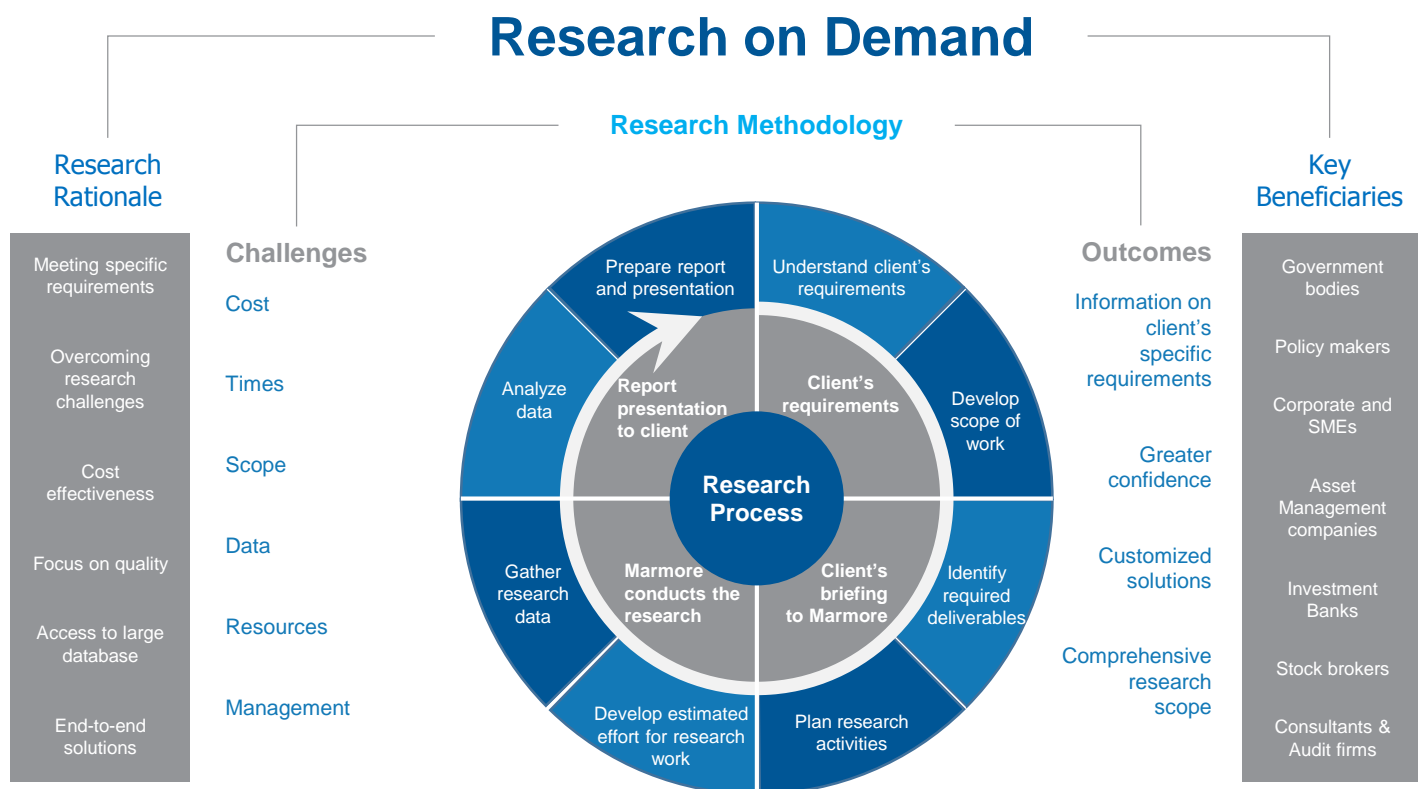 Research on Demand
Research Methodology
Research
Rationale
Meeting specific
requirements
Overcoming
research
challenges
Cost
effectiveness
Focus on quality
Access to large
database
End-to-end
solutions
Challenges
Cost
Times
Scope
Data
Resources
Management
Understand client's
requirements
Develop
scope of
work
Identify
required
deliverables
Plan research
activities
Develop estimated
effort for research
work
Gather
research
data
Analyze
data
Prepare report
and presentation
Client's
requirements
Client's
briefing
to Marmore
Marmore
conducts the
research
Report
presentation
to client
Research
Process
Outcomes
Information on
client's
specific
requirements
Greater
confidence
Customized
solutions
Comprehensive
research
scope
Key
Beneficiaries
Government
bodies
Policy makers
Corporate and
SMEs
Asset
Management
companies
Investment
Banks
Stock brokers
Consultants &
Audit firms